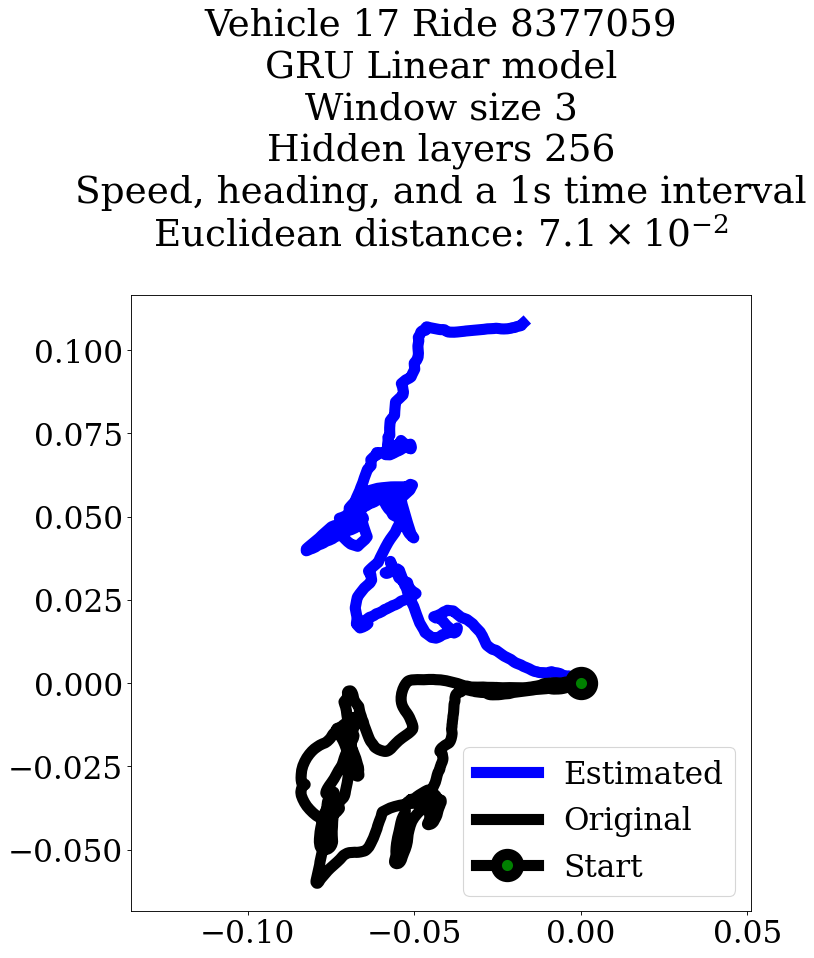 Vehicle 17 Ride 8377059
GRU Linear model
Window size 3
Hidden layers 256
Speed, heading, and a 1s time interval
Euclidean distance: 7.1 × 10⁻²
0.100
0.075
0.050
0.025
0.000
−0.025
−0.050
Estimated
Original
Start
−0.10
−0.05
0.00
0.05